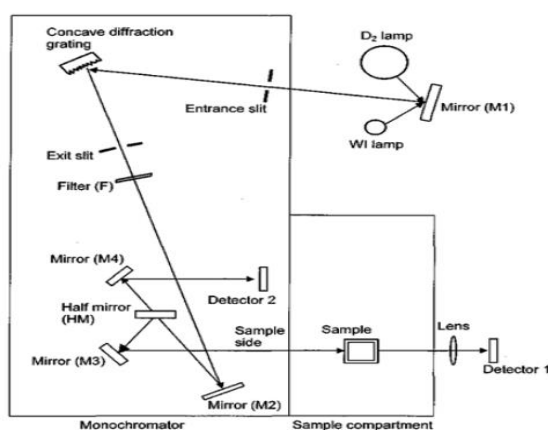 Concave diffraction
grating
D₂ lamp
Entrance slit
Mirror (M1)
WI lamp
Exit slit
Filter (F)
Mirror (M4)
Detector 2
Half mirror
(HM)
Sample
side
Sample
Lens
Mirror (M3)
Detector 1
Mirror (M2)
Monochromator
Sample compartment